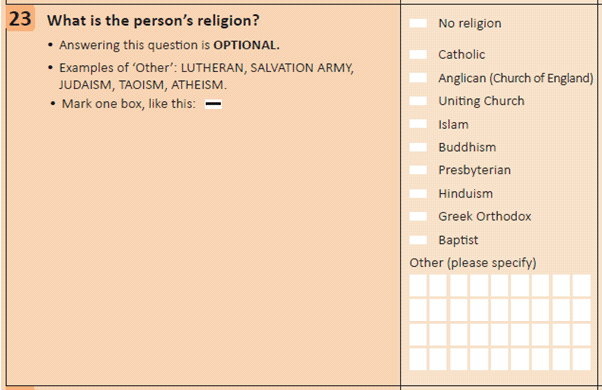 23 What is the person's religion?
• Answering this question is OPTIONAL.
• Examples of 'Other': LUTHERAN, SALVATION ARMY,
JUDAISM, TAOISM, ATHEISM.
• Mark one box, like this:
No religion
Catholic
Anglican (Church of England)
Uniting Church
Islam
Buddhism
Presbyterian
Hinduism
Greek Orthodox
Baptist
Other (please specify)